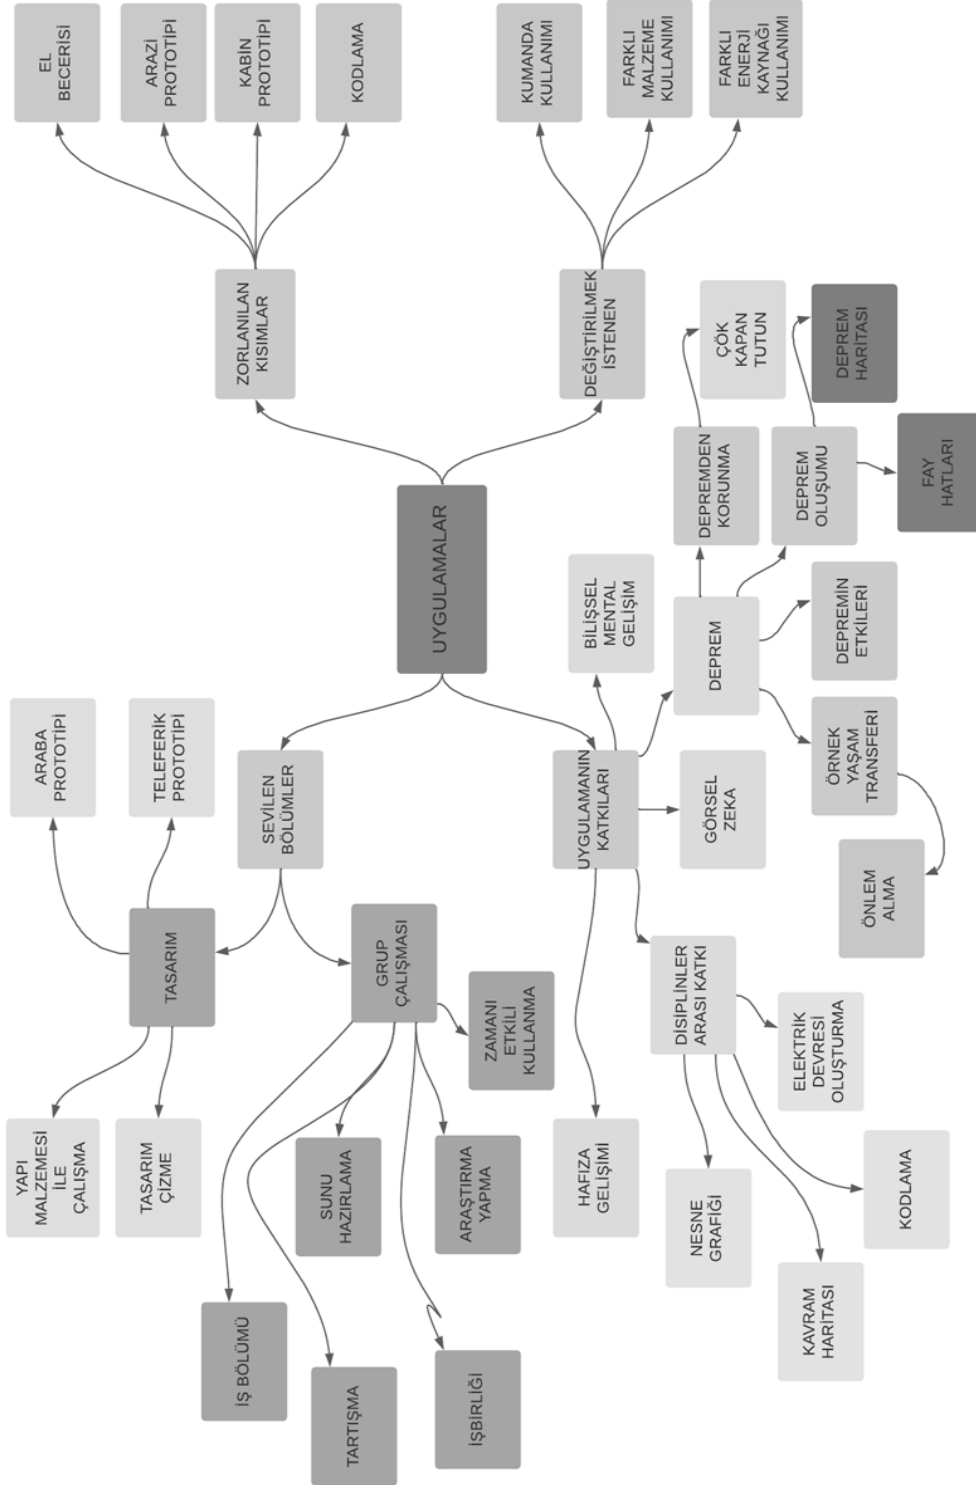 EL
BECERİSİ
ARAZİ
PROTOTİPİ
KABİN
PROTOTİPİ
KODLAMA
KUMANDA
KULLANIMI
FARKLI
MALZEME
KULLANIMI
FARKLI
ENERJİ
KAYNAĞI
KULLANIMI
ZORLANILAN
KISIMLAR
DEĞİŞTİRİLMEK
İSTENEN
ÇÖK
KAPAN
TUTUN
DEPREM
HARİTASI
DEPREMDEN
KORUNMA
DEPREM
OLUŞUMU
FAY
HATLARI
UYGULAMALAR
BİLİŞSEL
MENTAL
GELİŞİM
DEPREM
DEPREMİN
ETKİLERİ
ARABA
PROTOTİPİ
TELEFERİK
PROTOTİPİ
SEVİLEN
BÖLÜMLER
UYGULAMANIN
KATKILARI
GÖRSEL
ZEKA
ÖRNEK
YAŞAM
TRANSFERİ
ÖNLEM
ALMA
TASARIM
GRUP
ÇALIŞMASI
ZAMANI
ETKİLİ
KULLANMA
DİSİPLİNLER
ARASI KATKI
ELEKTRİK
DEVRESİ
OLUŞTURMA
YAPI
MALZEMESİ
İLE
ÇALIŞMA
TASARIM
ÇİZME
SUNU
HAZIRLAMA
ARAŞTIRMA
YAPMA
HAFIZA
GELİŞİMİ
NESNE
GRAFİĞİ
KODLAMA
KAVRAM
HARİTASI
İŞ BÖLÜMÜ
TARTIŞMA
İŞBİRLİĞİ